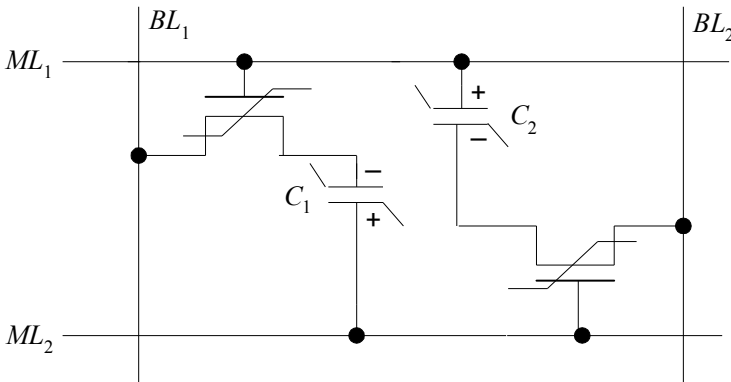 BL₁
BL₂
ML₁
+
C₂
−
−
C₁
+
ML₂